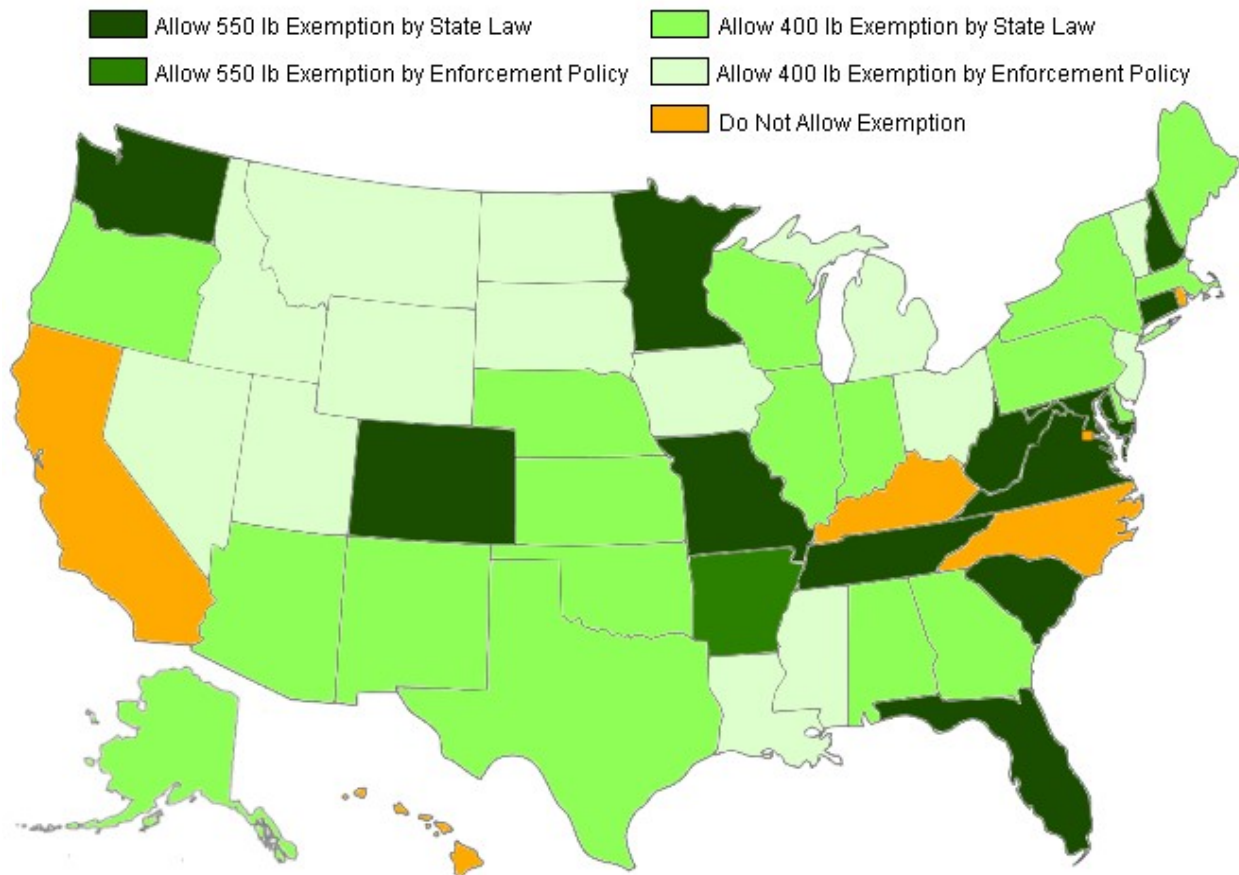 Allow 550 lb Exemption by State Law
Allow 400 lb Exemption by State Law
Allow 550 lb Exemption by Enforcement Policy
Allow 400 lb Exemption by Enforcement Policy
Do Not Allow Exemption